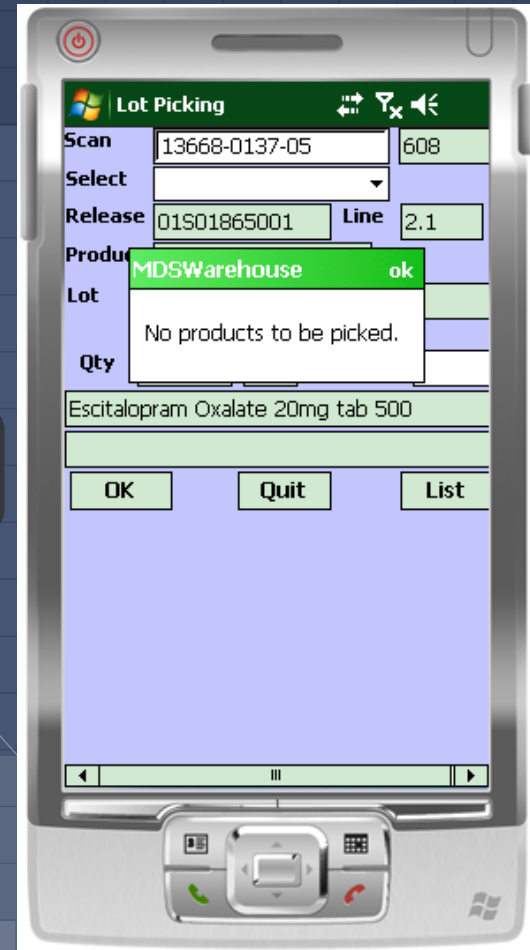 Lot Picking
Scan 13668-0137-05 608
Select
Release 01S01865001 Line 2.1
Produ
MDSWarehouse ok
Lot
No products to be picked.
Qty
Escitalopram Oxalate 20mg tab 500
OK Quit List